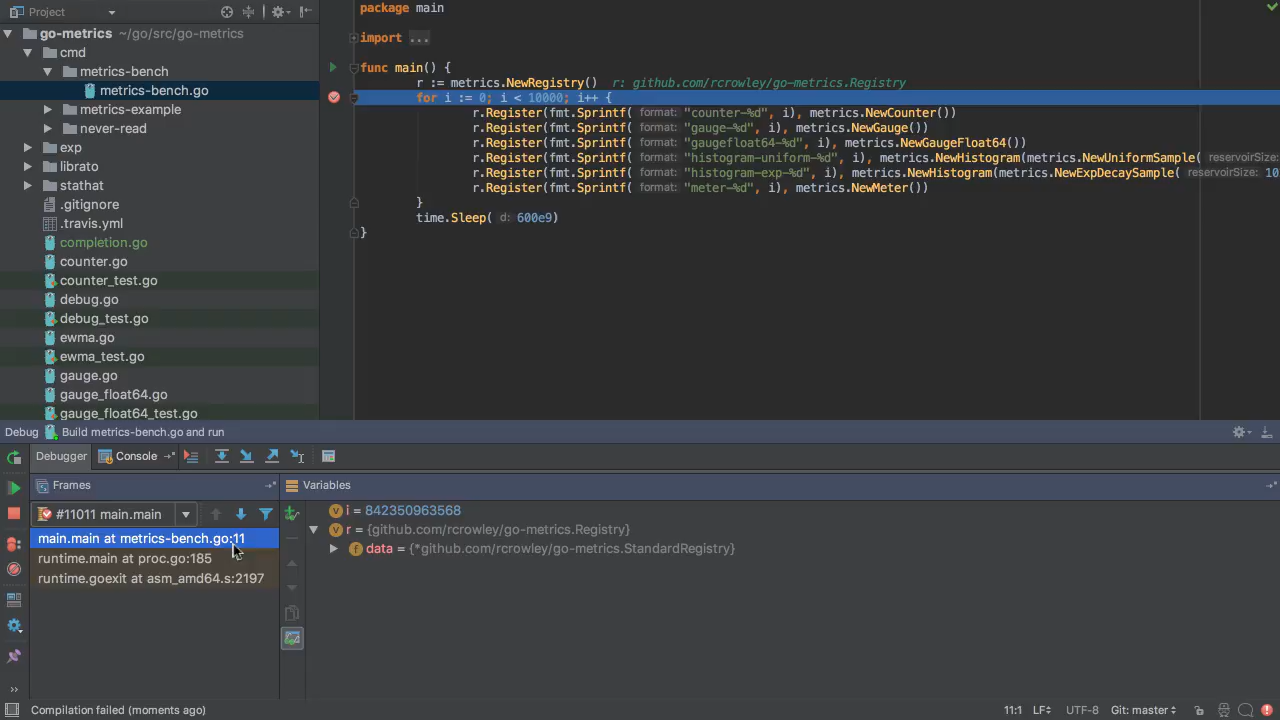 Project
go-metrics ~/go/src/go-metrics
cmd
metrics-bench
metrics-bench.go
metrics-example
never-read
exp
librato
stathat
.gitignore
.travis.yml
completion.go
counter.go
counter_test.go
debug.go
debug_test.go
ewma.go
ewma_test.go
gauge.go
gauge_float64.go
gauge_float64_test.go
package main
import ...
func main() {
r := metrics.NewRegistry() r: github.com/rcrowley/go-metrics.Registry
for i := 0; i < 10000; i++ {
r.Register(fmt.Sprintf( format: "counter-%d", i), metrics.NewCounter())
r.Register(fmt.Sprintf( format: "gauge-%d", i), metrics.NewGauge())
r.Register(fmt.Sprintf( format: "gaugefloat64-%d", i), metrics.NewGaugeFloat64())
r.Register(fmt.Sprintf( format: "histogram-uniform-%d", i), metrics.NewHistogram(metrics.NewUniformSample( reservoirSize:
r.Register(fmt.Sprintf( format: "histogram-exp-%d", i), metrics.NewHistogram(metrics.NewExpDecaySample( reservoirSize: 10
r.Register(fmt.Sprintf( format: "meter-%d", i), metrics.NewMeter())
}
time.Sleep( d: 600e9)
}
Debug Build metrics-bench.go and run
Debugger Console
Frames
#11011 main.main
main.main at metrics-bench.go:11
runtime.main at proc.go:185
runtime.goexit at asm_amd64.s:2197
Variables
i = 842350963568
r = {github.com/rcrowley/go-metrics.Registry}
data = {*github.com/rcrowley/go-metrics.StandardRegistry}
Compilation failed (moments ago) 11:1 LF UTF-8 Git: master